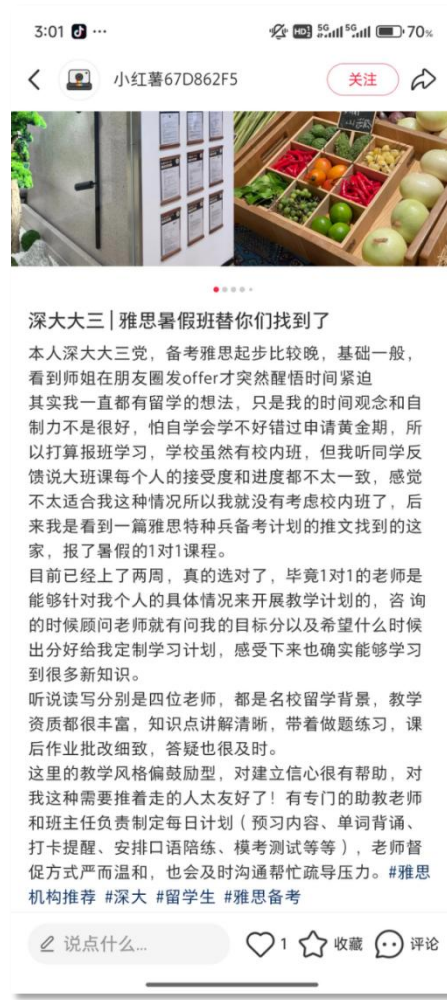 3:01
HD 5G 5G 70%
小红薯67D862F5
关注
深大大三|雅思暑假班替你们找到了
本人深大大三党，备考雅思起步比较晚，基础一般，
看到师姐在朋友圈发offer才突然醒悟时间紧迫
其实我一直都有留学的想法，只是我的时间观念和自
制力不是很好，怕自学会学不好错过申请黄金期，所
以打算报班学习，学校虽然有校内班，但我听同学反
馈说大班课每个人的接受度和进度都不太一致，感觉
不太适合我这种情况所以我就没有考虑校内班了，后
来我是看到一篇雅思特种兵备考计划的推文找到的这
家，报了暑假的1对1课程。
目前已经上了两周，真的选对了，毕竟1对1的老师是
能够针对我个人的具体情况来开展教学计划的，咨 询
的时候顾问老师就有问我的目标分以及希望什么时候
出分好给我定制学习计划，感受下来也确实能够学习
到很多新知识。
听说读写分别是四位老师，都是名校留学背景，教学
资质都很丰富，知识点讲解清晰，带着做题练习，课
后作业批改细致，答疑也很及时。
这里的教学风格偏鼓励型，对建立信心很有帮助，对
我这种需要推着走的人太友好了！有专门的助教老师
和班主任负责制定每日计划（预习内容、单词背诵、
打卡提醒、安排口语陪练、模考测试等等），老师督
促方式严而温和，也会及时沟通帮忙疏导压力。#雅思
机构推荐 #深大 #留学生 #雅思备考
说点什么...
1
收藏
评论